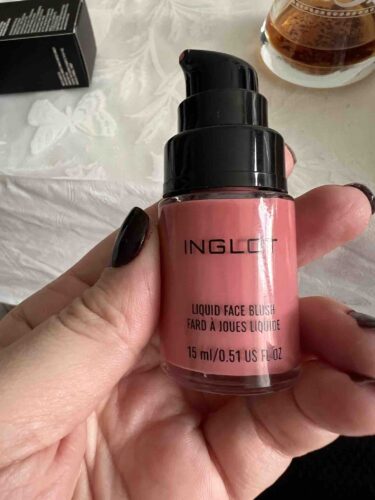 INGLOT
LIQUID FACE BLUSH
FARD À JOUES LIQUIDE
15 ml/0.51 US FL OZ